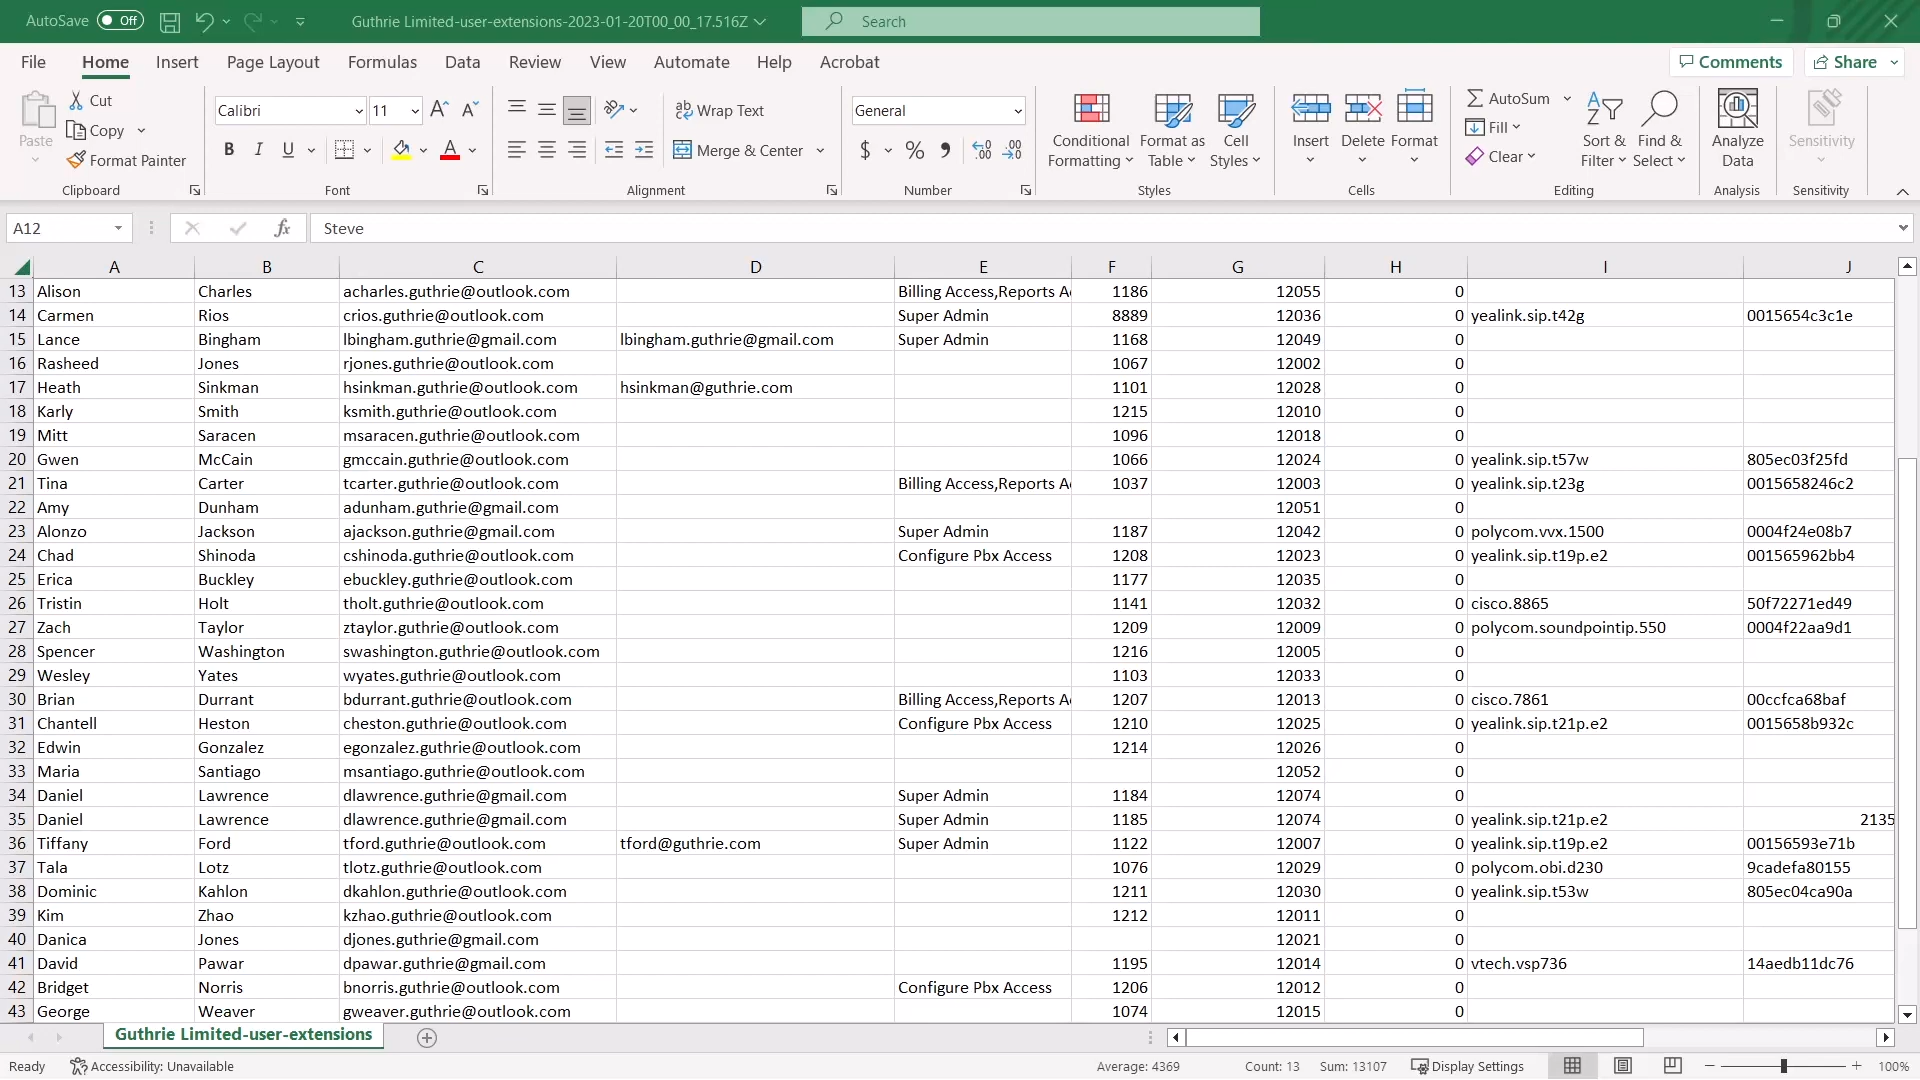 AutoSave Off Guthrie Limited-user-extensions-2023-01-20T00_00_17.516Z Search
File Home Insert Page Layout Formulas Data Review View Automate Help Acrobat Comments Share
Paste Cut Copy Format Painter Clipboard
Calibri 11 B I U A Font
Wrap Text Merge & Center Alignment
General $ % Number
Conditional Formatting Format as Table Cell Styles Styles
Insert Delete Format Cells
AutoSum Fill Clear Sort & Filter Find & Select Editing
Analyze Data Analysis
Sensitivity Sensitivity
A12 fx Steve
A B C D E F G H I J
13 Alison Charles acharles.guthrie@outlook.com Billing Access,Reports A 1186 12055 0
14 Carmen Rios crios.guthrie@outlook.com Super Admin 8889 12036 0 yealink.sip.t42g 0015654c3c1e
15 Lance Bingham lbingham.guthrie@gmail.com lbingham.guthrie@gmail.com Super Admin 1168 12049 0
16 Rasheed Jones rjones.guthrie@outlook.com 1067 12002 0
17 Heath Sinkman hsinkman.guthrie@outlook.com hsinkman@guthrie.com 1101 12028 0
18 Karly Smith ksmith.guthrie@outlook.com 1215 12010 0
19 Mitt Saracen msaracen.guthrie@outlook.com 1096 12018 0
20 Gwen McCain gmccain.guthrie@outlook.com 1066 12024 0 yealink.sip.t57w 805ec03f25fd
21 Tina Carter tcarter.guthrie@outlook.com Billing Access,Reports A 1037 12003 0 yealink.sip.t23g 0015658246c2
22 Amy Dunham adunham.guthrie@gmail.com 12051 0
23 Alonzo Jackson ajackson.guthrie@gmail.com Super Admin 1187 12042 0 polycom.vvx.1500 0004f24e08b7
24 Chad Shinoda cshinoda.guthrie@outlook.com Configure Pbx Access 1208 12023 0 yealink.sip.t19p.e2 001565962bb4
25 Erica Buckley ebuckley.guthrie@outlook.com 1177 12035 0
26 Tristin Holt tholt.guthrie@outlook.com 1141 12032 0 cisco.8865 50f72271ed49
27 Zach Taylor ztaylor.guthrie@outlook.com 1209 12009 0 polycom.soundpointip.550 0004f22aa9d1
28 Spencer Washington swashington.guthrie@outlook.com 1216 12005 0
29 Wesley Yates wyates.guthrie@outlook.com 1103 12033 0
30 Brian Durrant bdurrant.guthrie@outlook.com Billing Access,Reports A 1207 12013 0 cisco.7861 00ccfca68baf
31 Chantell Heston cheston.guthrie@outlook.com Configure Pbx Access 1210 12025 0 yealink.sip.t21p.e2 0015658b932c
32 Edwin Gonzalez egonzalez.guthrie@outlook.com 1214 12026 0
33 Maria Santiago msantiago.guthrie@outlook.com 12052 0
34 Daniel Lawrence dlawrence.guthrie@gmail.com Super Admin 1184 12074 0
35 Daniel Lawrence dlawrence.guthrie@gmail.com Super Admin 1185 12074 0 yealink.sip.t21p.e2 2135
36 Tiffany Ford tford.guthrie@outlook.com tford@guthrie.com Super Admin 1122 12007 0 yealink.sip.t19p.e2 00156593e71b
37 Tala Lotz tlotz.guthrie@outlook.com 1076 12029 0 polycom.obi.d230 9cadefa80155
38 Dominic Kahlon dkahlon.guthrie@outlook.com 1211 12030 0 yealink.sip.t53w 805ec04ca90a
39 Kim Zhao kzhao.guthrie@outlook.com 1212 12011 0
40 Danica Jones djones.guthrie@gmail.com 12021 0
41 David Pawar dpawar.guthrie@gmail.com 1195 12014 0 vtech.vsp736 14aedb11dc76
42 Bridget Norris bnorris.guthrie@outlook.com Configure Pbx Access 1206 12012 0
43 George Weaver gweaver.guthrie@outlook.com 1074 12015 0
Guthrie Limited-user-extensions
Ready Accessibility: Unavailable Average: 4369 Count: 13 Sum: 13107 Display Settings 100%